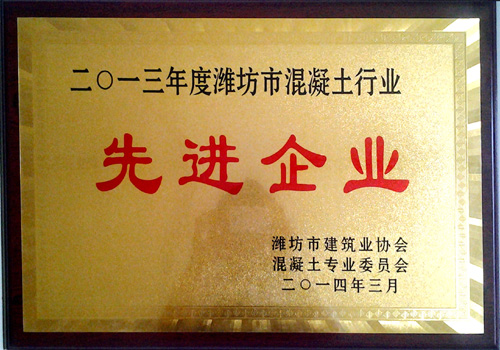 二〇一三年度潍坊市混凝土行业
先进企业
潍坊市建筑业协会
混凝土专业委员会
二〇一四年三月